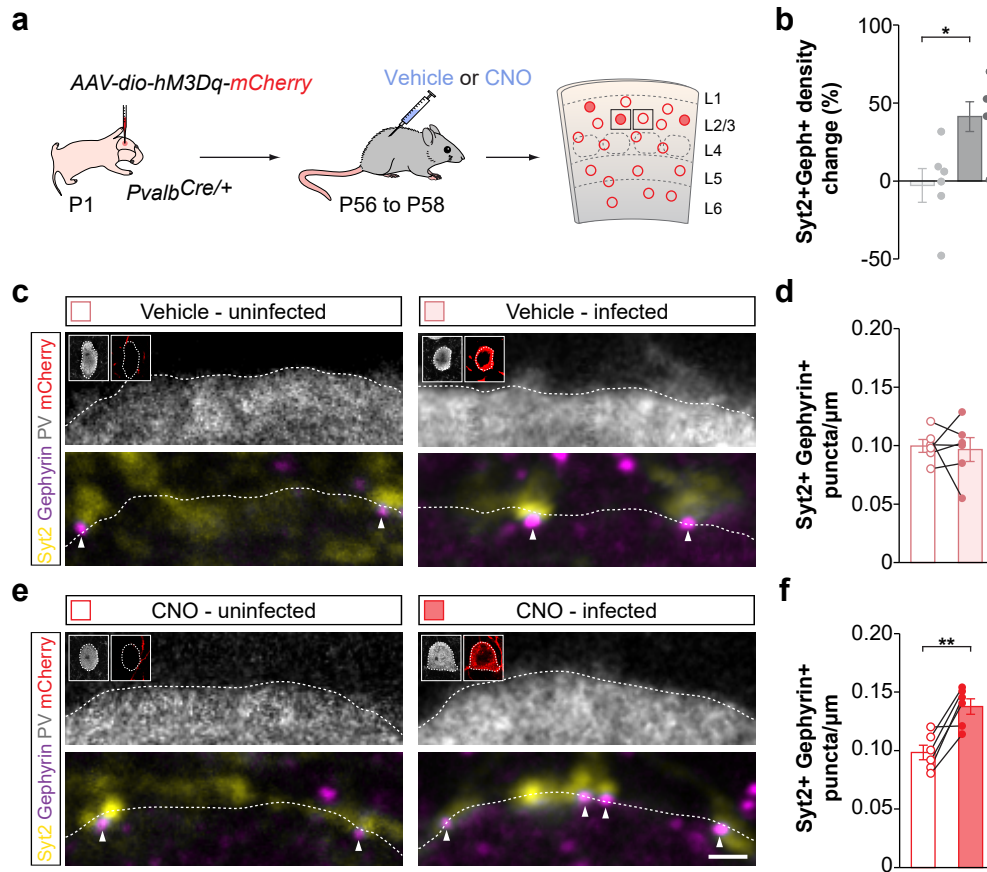 a
AAV-dio-hM3Dq-mCherry
Pvalb^Cre/+
P1
Vehicle or CNO
P56 to P58
L1
L2/3
L4
L5
L6
b
Syt2+Geph+ density
change (%)
100
50
0
-50
*
c
Vehicle - uninfected
Vehicle - infected
Syt2 Gephyrin PV mCherry
d
Syt2+ Gephyrin+
puncta/μm
0.20
0.15
0.10
0.05
0
e
CNO - uninfected
CNO - infected
Syt2 Gephyrin PV mCherry
f
Syt2+ Gephyrin+
puncta/μm
0.20
0.15
0.10
0.05
0
**